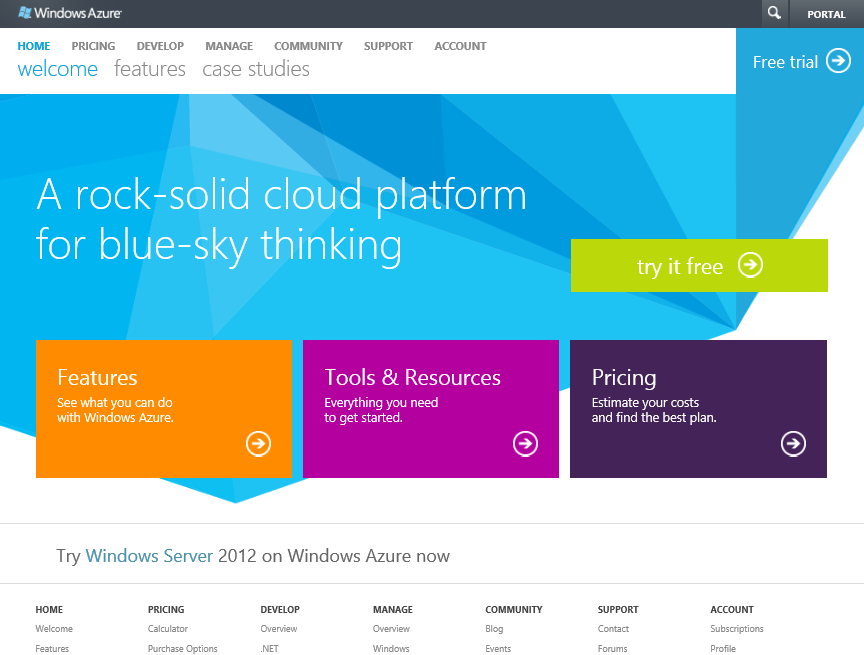 Windows Azure
PORTAL
HOME PRICING DEVELOP MANAGE COMMUNITY SUPPORT ACCOUNT
welcome features case studies
Free trial
A rock-solid cloud platform
for blue-sky thinking
try it free
Features
See what you can do
with Windows Azure.
Tools & Resources
Everything you need
to get started.
Pricing
Estimate your costs
and find the best plan.
Try Windows Server 2012 on Windows Azure now
HOME PRICING DEVELOP MANAGE COMMUNITY SUPPORT ACCOUNT
Welcome Calculator Overview Overview Blog Contact Subscriptions
Features Purchase Options .NET Windows Events Forums Profile